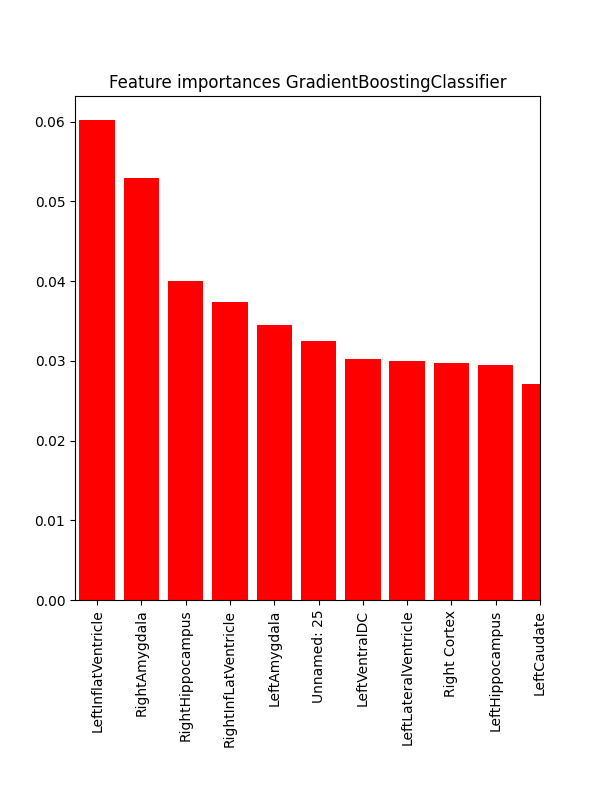 Feature importances GradientBoostingClassifier
0.06
0.05
0.04
0.03
0.02
0.01
0.00
LeftInflatVentricle
RightAmygdala
RightHippocampus
RightInfLatVentricle
LeftAmygdala
Unnamed: 25
LeftVentralDC
LeftLateralVentricle
Right Cortex
LeftHippocampus
LeftCaudate